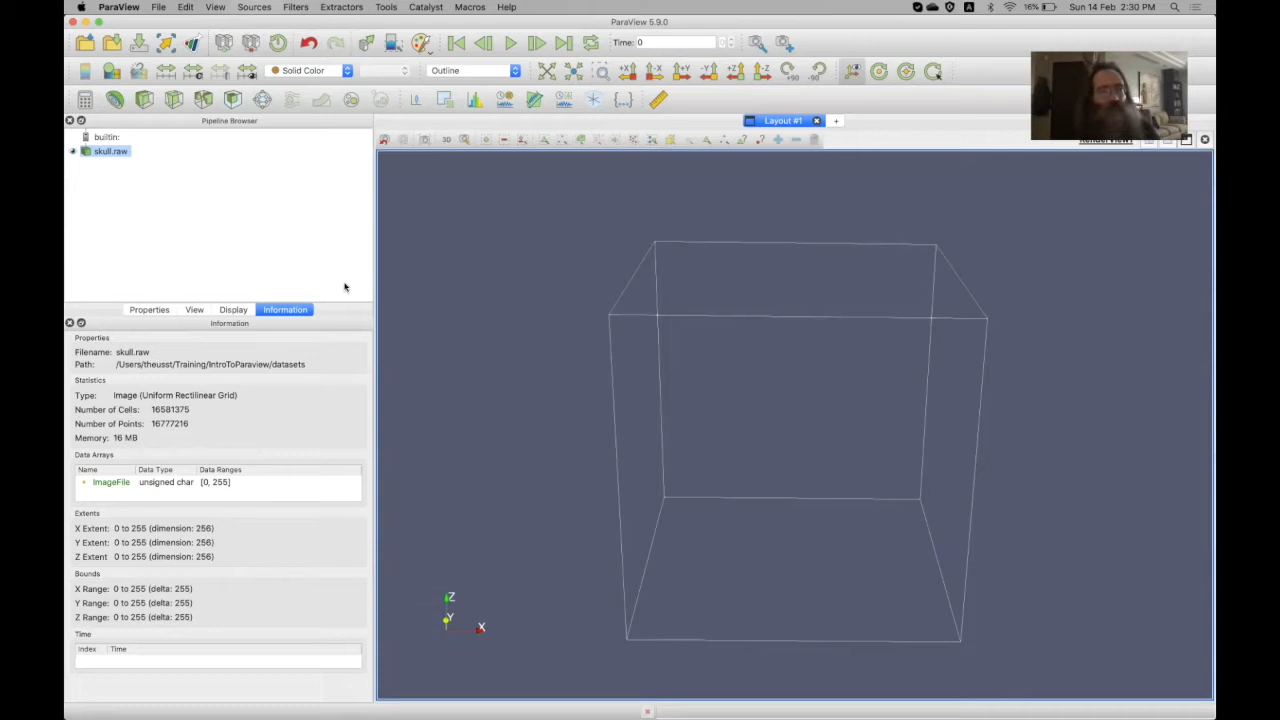 ParaView File Edit View Sources Filters Extractors Tools Catalyst Macros Help
A 16% Sun 14 Feb 2:30 PM
ParaView 5.9.0
Time: 0
Solid Color Outline +X -X +Y -Y +Z -Z +90 -90
Pipeline Browser
Layout #1 +
builtin:
3D
skull.raw
Properties View Display Information
Information
Properties
Filename: skull.raw
Path: /Users/theusst/Training/IntroToParaview/datasets
Statistics
Type: Image (Uniform Rectilinear Grid)
Number of Cells: 16581375
Number of Points: 16777216
Memory: 16 MB
Data Arrays
Name Data Type Data Ranges
ImageFile unsigned char [0, 255]
Extents
X Extent: 0 to 255 (dimension: 256)
Y Extent: 0 to 255 (dimension: 256)
Z Extent 0 to 255 (dimension: 256)
Bounds
X Range: 0 to 255 (delta: 255)
Y Range: 0 to 255 (delta: 255)
Z Range: 0 to 255 (delta: 255)
Time
Index Time
Z
Y
X